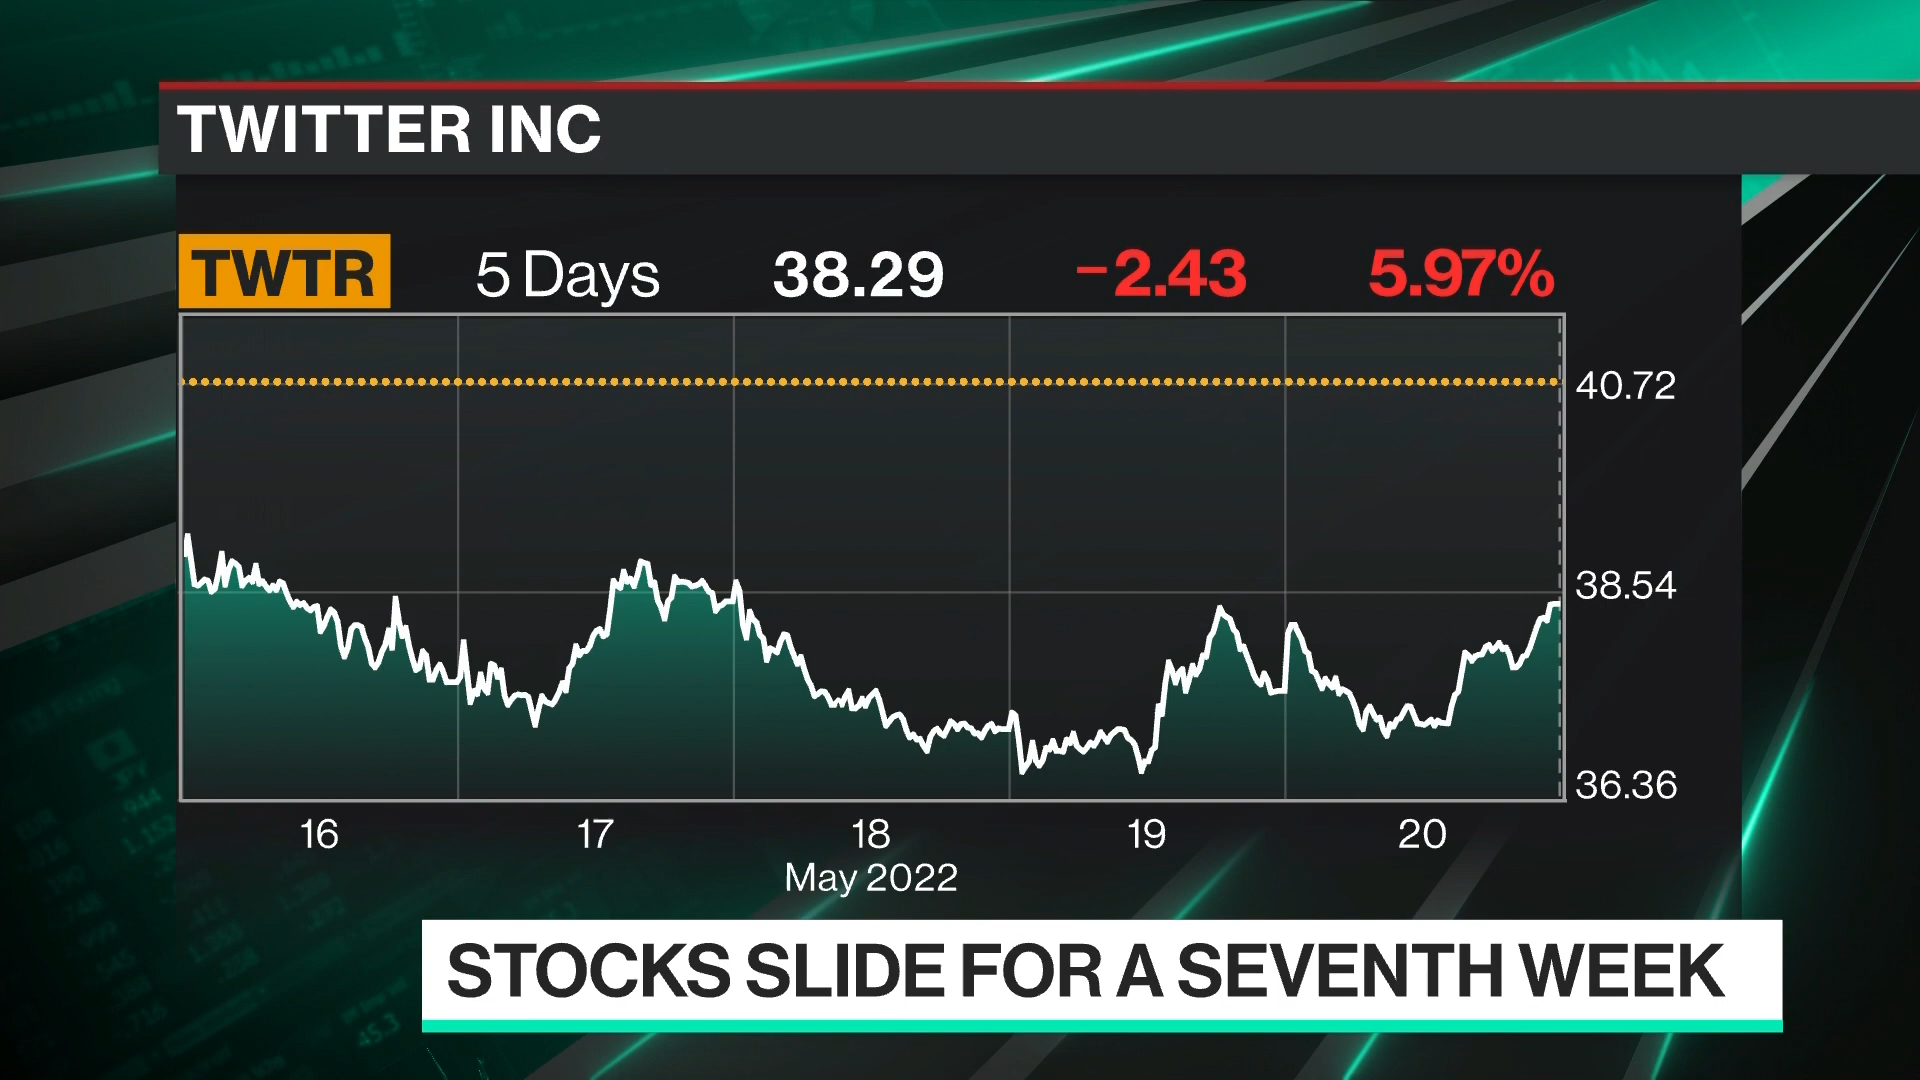 TWITTER INC
TWTR 5 Days 38.29 −2.43 5.97%
40.72
38.54
36.36
16 17 18 19 20
May 2022
STOCKS SLIDE FOR A SEVENTH WEEK